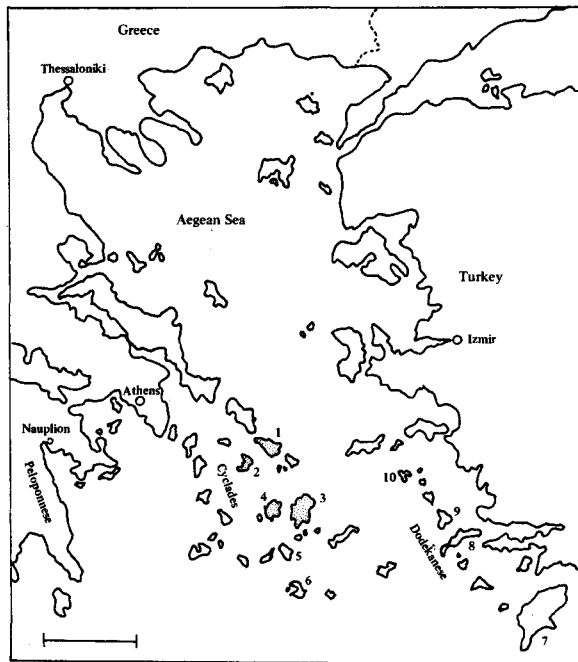 Greece
Thessaloniki
Aegean Sea
Turkey
Izmir
Athens
Nauplion
Peloponnese
Cyclades
Dodekanese
1
2
3
4
5
6
7
8
9
10